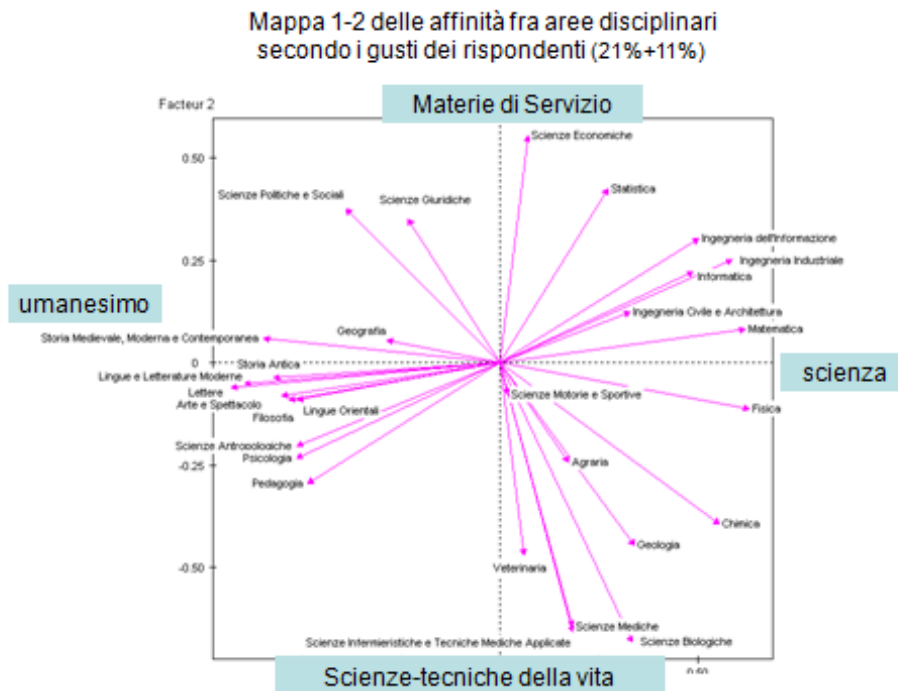 Mappa 1-2 delle affinità fra aree disciplinari
secondo i gusti dei rispondenti (21%+11%)
Facteur 2
Materie di Servizio
Scienze Economiche
0.50
Scienze Politiche e Sociali
Scienze Giuridiche
Statistica
Ingegneria dell'Informazione
0.25
Ingegneria Industriale
Informatica
umanesimo
Ingegneria Civile e Architettura
Geografia
Matematica
Storia Medievale, Moderna e Contemporanea
0
Storia Antica
scienza
Lingue e Letterature Moderne
Lettere
Scienze Motorie e Sportive
Arte e Spettacolo
Lingue Orientali
Fisica
Filosofia
Scienze Antropologiche
Psicologia
-0.25
Agraria
Pedagogia
Chimica
Geologia
-0.50
Veterinaria
Scienze Mediche
Scienze Infermieristiche e Tecniche Mediche Applicate
Scienze Biologiche
0.50
Scienze-tecniche della vita